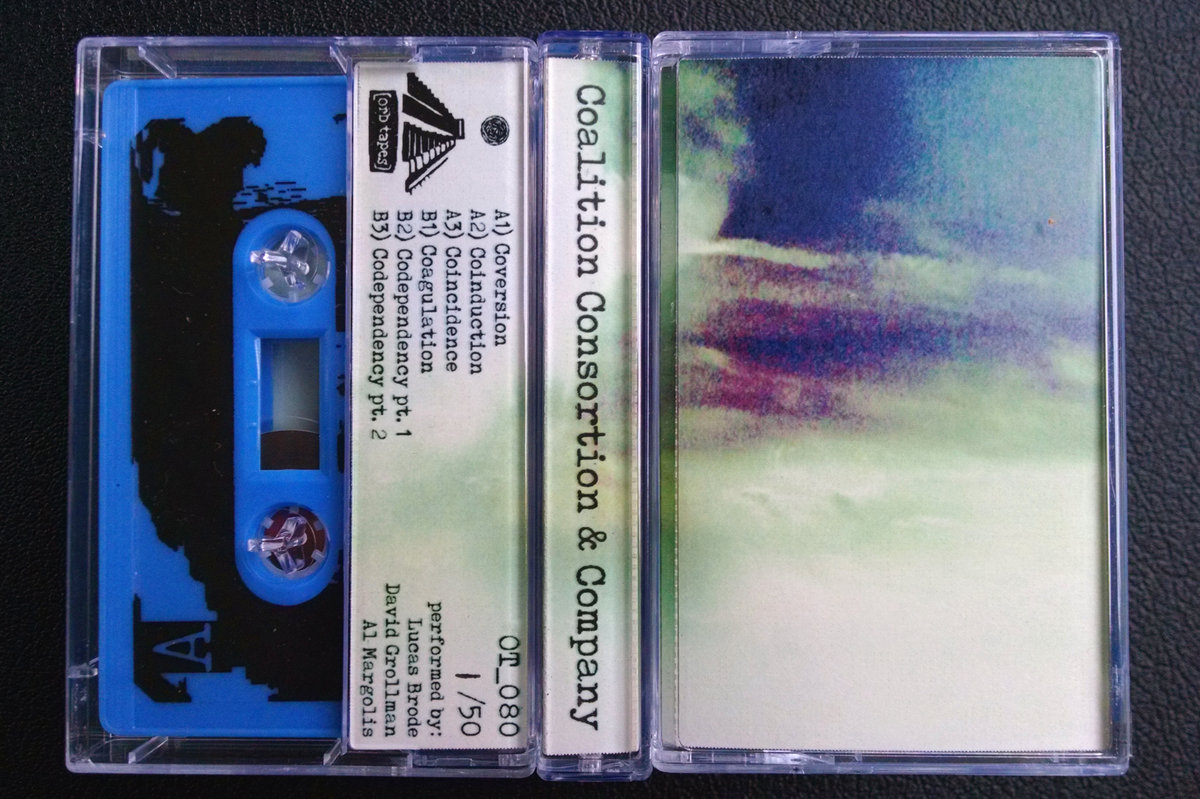 [orb tapes]
A1) Coversion
A2) Coinduction
A3) Coincidence
B1) Coagulation
B2) Codependency pt. 1
B3) Codependency pt. 2
OT_080
1/50
performed by:
Lucas Brode
David Grollman
Al Margolis
Coalition Consortion & Company
A